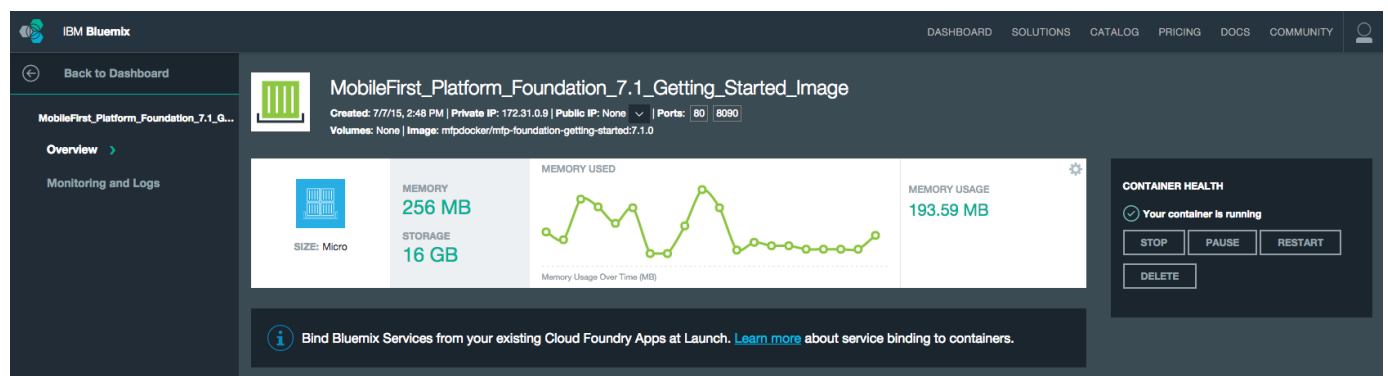 IBM Bluemix
DASHBOARD SOLUTIONS CATALOG PRICING DOCS COMMUNITY
Back to Dashboard
MobileFirst_Platform_Foundation_7.1_G...
Overview
Monitoring and Logs
MobileFirst_Platform_Foundation_7.1_Getting_Started_Image
Created: 7/7/15, 2:48 PM | Private IP: 172.31.0.9 | Public IP: None | Ports: 80 8090
Volumes: None | Image: mfpdocker/mfp-foundation-getting-started:7.1.0
SIZE: Micro
MEMORY
256 MB
STORAGE
16 GB
MEMORY USED
Memory Usage Over Time (MB)
MEMORY USAGE
193.59 MB
CONTAINER HEALTH
Your container is running
STOP PAUSE RESTART
DELETE
Bind Bluemix Services from your existing Cloud Foundry Apps at Launch. Learn more about service binding to containers.